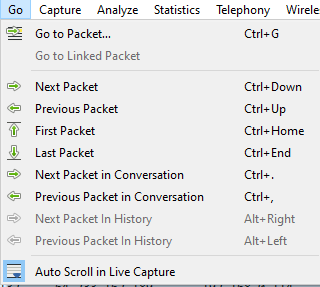 Go Capture Analyze Statistics Telephony
Go to Packet... Ctrl+G
Go to Linked Packet
Next Packet Ctrl+Down
Previous Packet Ctrl+Up
First Packet Ctrl+Home
Last Packet Ctrl+End
Next Packet in Conversation Ctrl+.
Previous Packet in Conversation Ctrl+,
Next Packet In History Alt+Right
Previous Packet In History Alt+Left
Auto Scroll in Live Capture